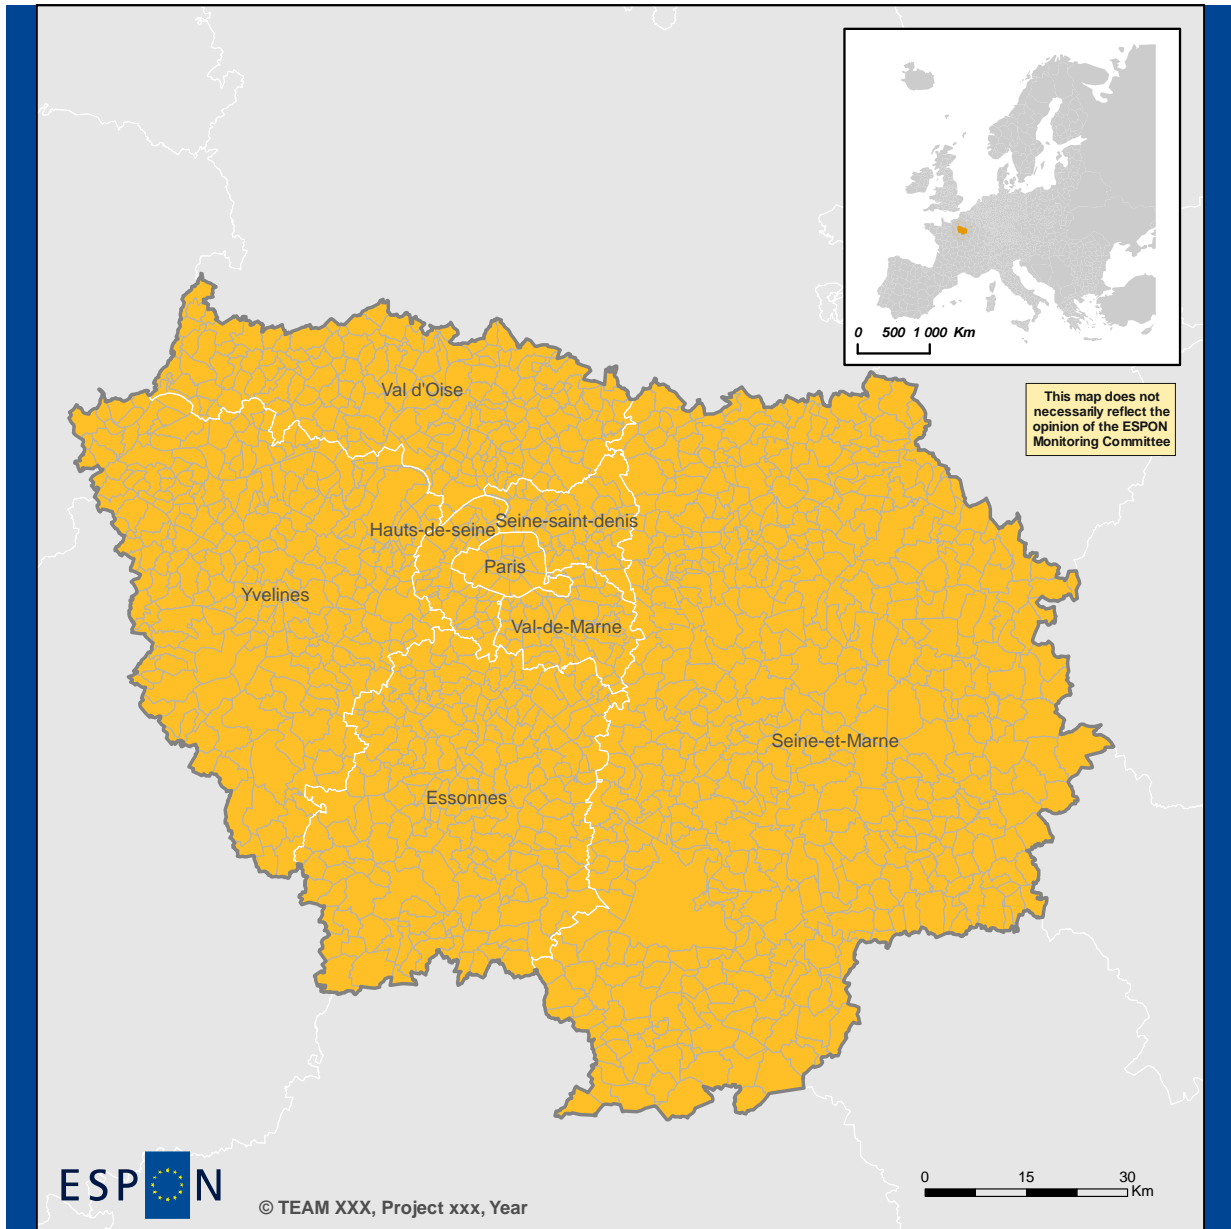 0 500 1 000 Km
This map does not
necessarily reflect the
opinion of the ESPON
Monitoring Committee
Val d'Oise
Seine-saint-denis
Hauts-de-seine
Paris
Yvelines
Val-de-Marne
Seine-et-Marne
Essonnes
ESPON
© TEAM XXX, Project xxx, Year
0 15 30
Km